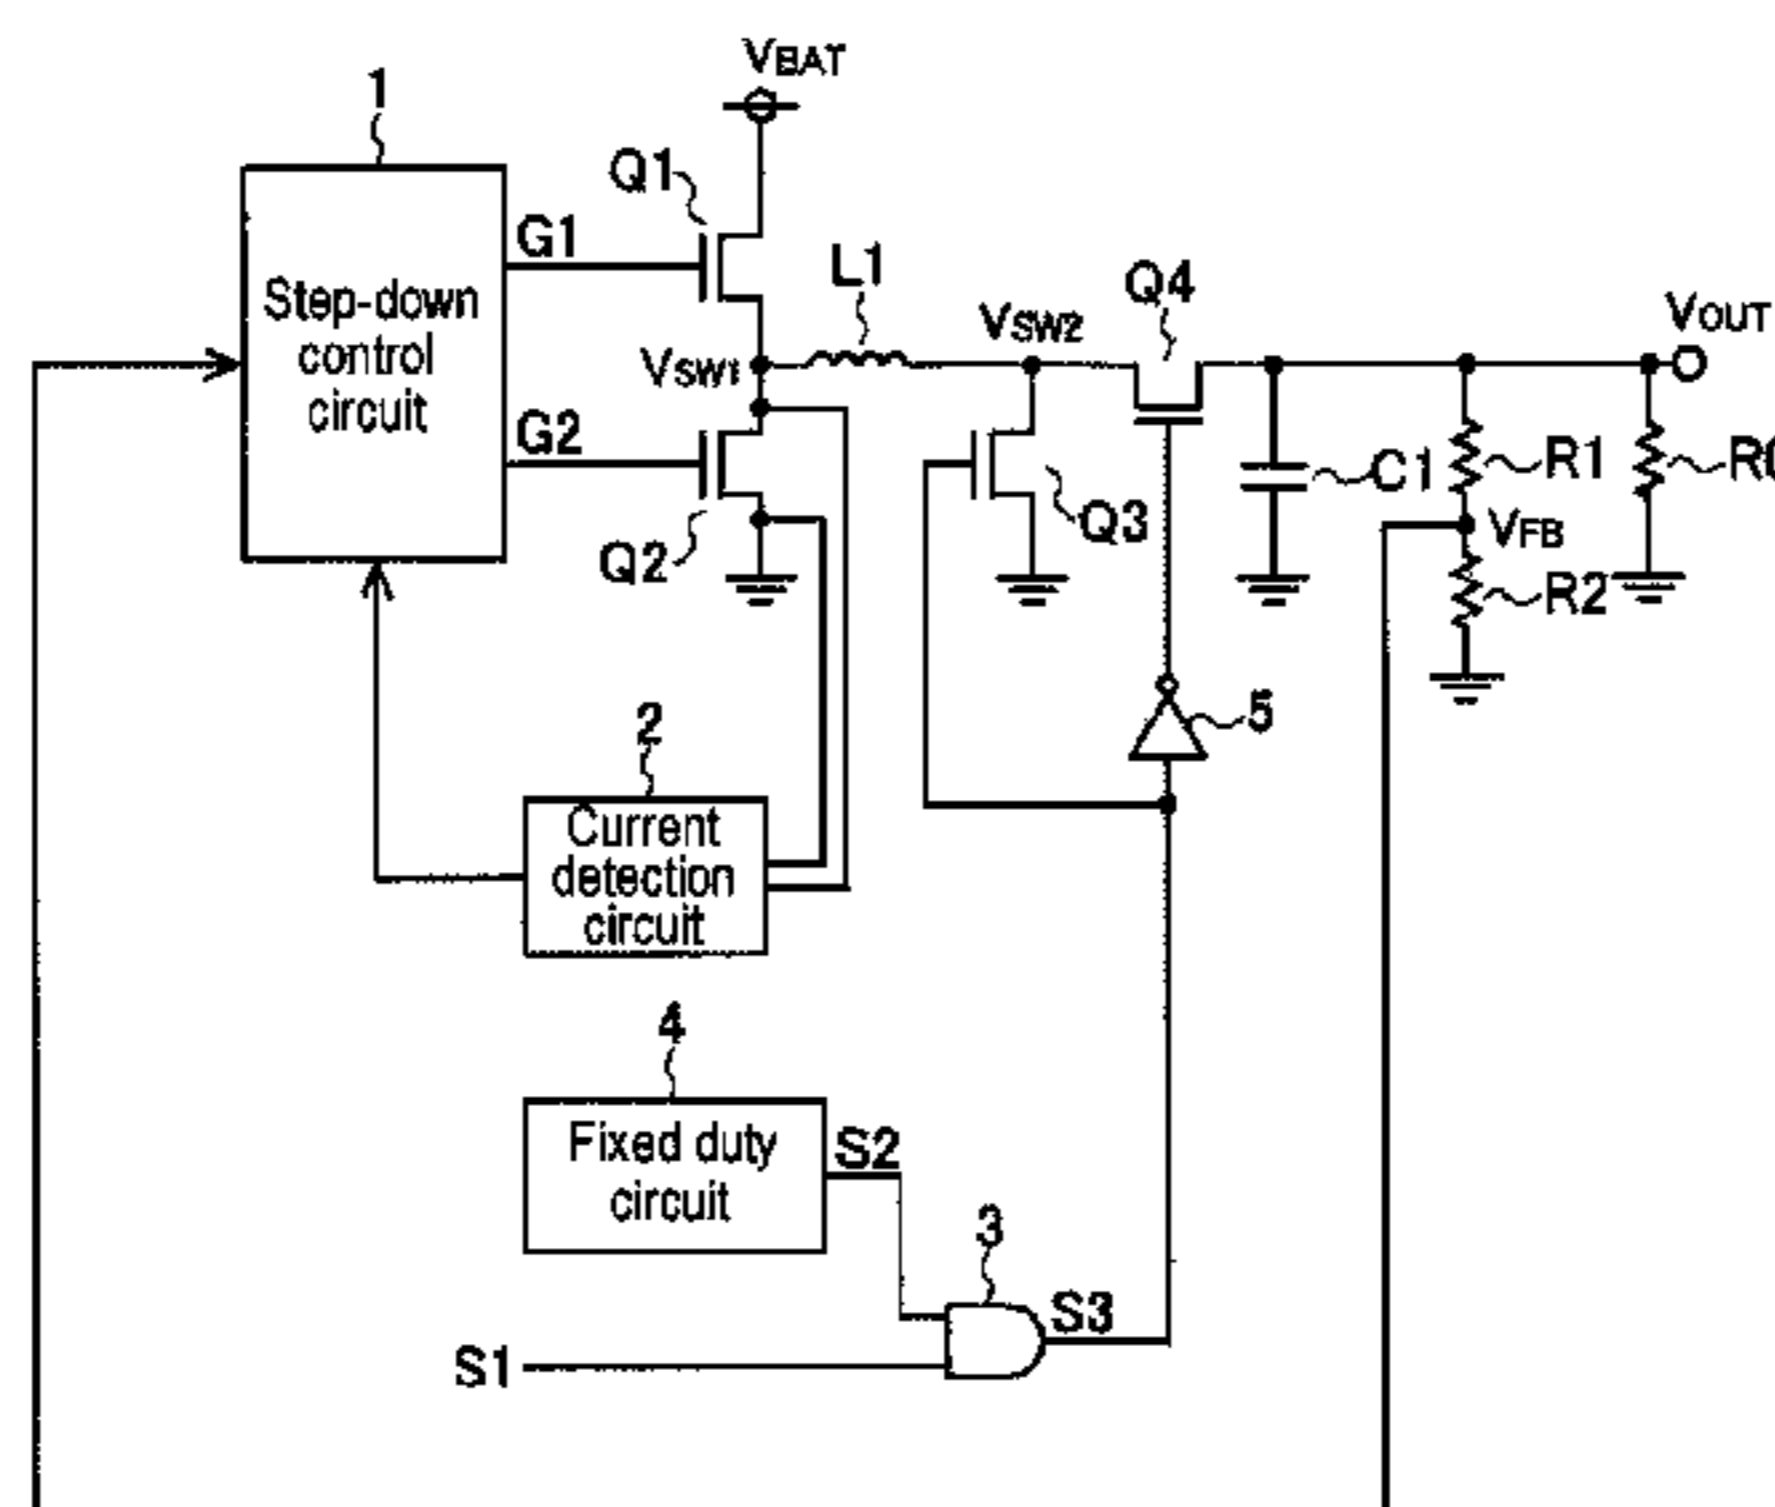 VBAT
1
Q1
G1
L1
Q4
VSW2
VOUT
Step-down
control
circuit
VSW1
G2
Q2
Q3
C1
R1
VFB
R2
5
2
Current
detection
circuit
4
Fixed duty
circuit
S2
3
S3
S1